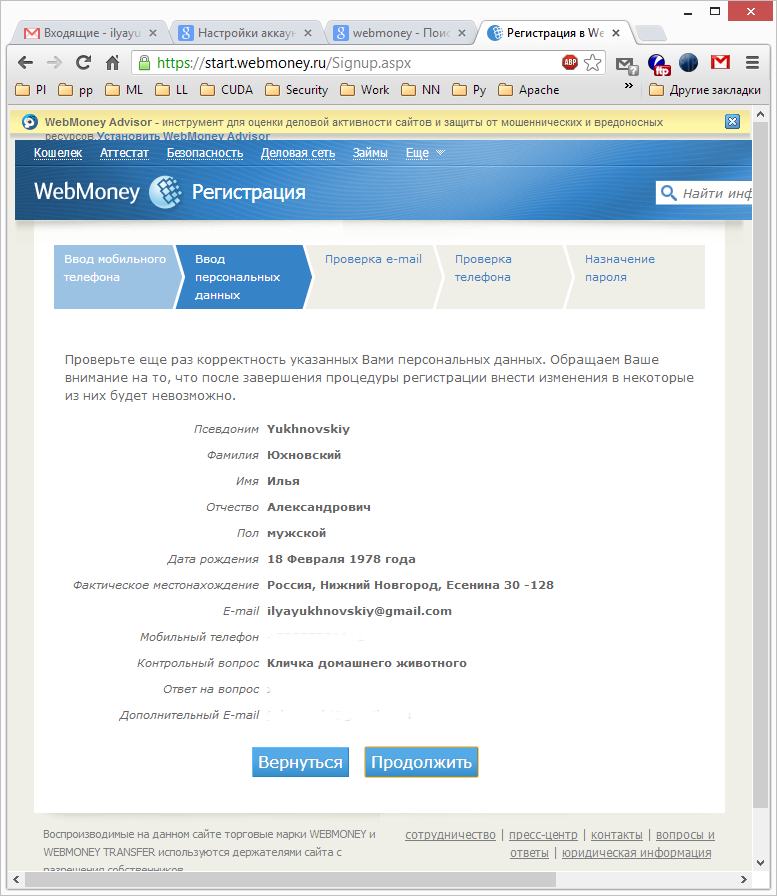 Входящие - ilyayu
Настройки аккаун
webmoney - Поис
Регистрация в We
https://start.webmoney.ru/Signup.aspx
ABP
?
ftp
PI
pp
ML
LL
CUDA
Security
Work
NN
Py
Apache
»
Другие закладки
WebMoney Advisor - инструмент для оценки деловой активности сайтов и защиты от мошеннических и вредоносных
ресурсов Установить WebMoney Advisor
Кошелек Аттестат Безопасность Деловая сеть Займы Еще
WebMoney Регистрация
Найти инф
Ввод мобильного
телефона
Ввод
персональных
данных
Проверка e-mail
Проверка
телефона
Назначение
пароля
Проверьте еще раз корректность указанных Вами персональных данных. Обращаем Ваше
внимание на то, что после завершения процедуры регистрации внести изменения в некоторые
из них будет невозможно.
Псевдоним Yukhnovskiy
Фамилия Юхновский
Имя Илья
Отчество Александрович
Пол мужской
Дата рождения 18 Февраля 1978 года
Фактическое местонахождение Россия, Нижний Новгород, Есенина 30 -128
E-mail ilyayukhnovskiy@gmail.com
Мобильный телефон
Контрольный вопрос Кличка домашнего животного
Ответ на вопрос
Дополнительный E-mail
Вернуться Продолжить
Воспроизводимые на данном сайте торговые марки WEBMONEY и
WEBMONEY TRANSFER используются держателями сайта с
разрешения собственников.
сотрудничество | пресс-центр | контакты | вопросы и
ответы | юридическая информация